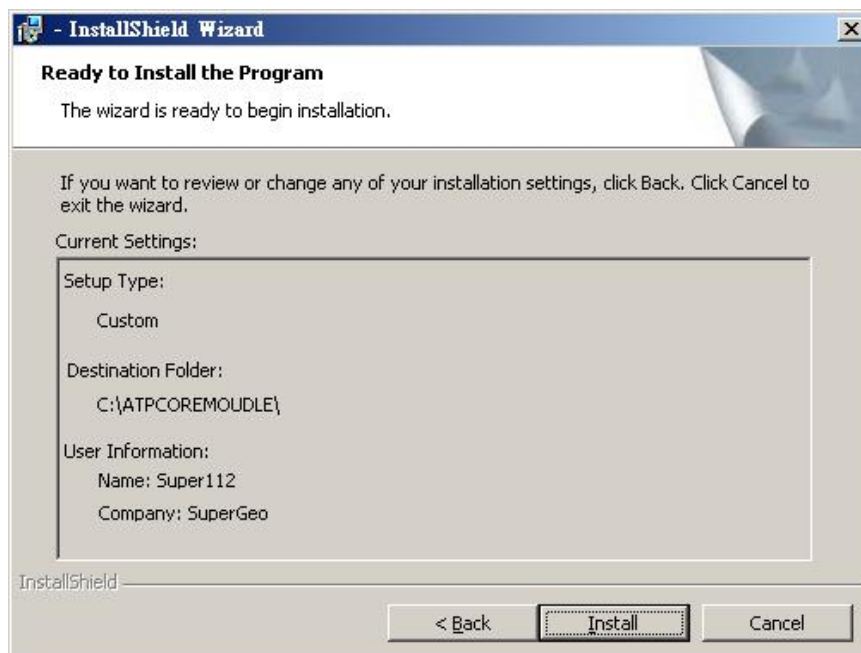 - InstallShield Wizard
Ready to Install the Program
The wizard is ready to begin installation.
If you want to review or change any of your installation settings, click Back. Click Cancel to
exit the wizard.
Current Settings:
Setup Type:
Custom
Destination Folder:
C:\ATPCOREMOUDLE\
User Information:
Name: Super112
Company: SuperGeo
InstallShield
< Back
Install
Cancel